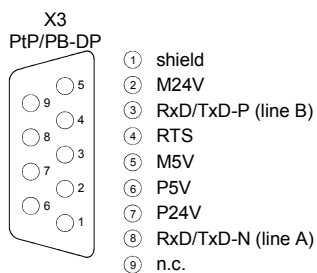 X3
PtP/PB-DP
5
9
4
8
3
7
2
6
1
1 shield
2 M24V
3 RxD/TxD-P (line B)
4 RTS
5 M5V
6 P5V
7 P24V
8 RxD/TxD-N (line A)
9 n.c.